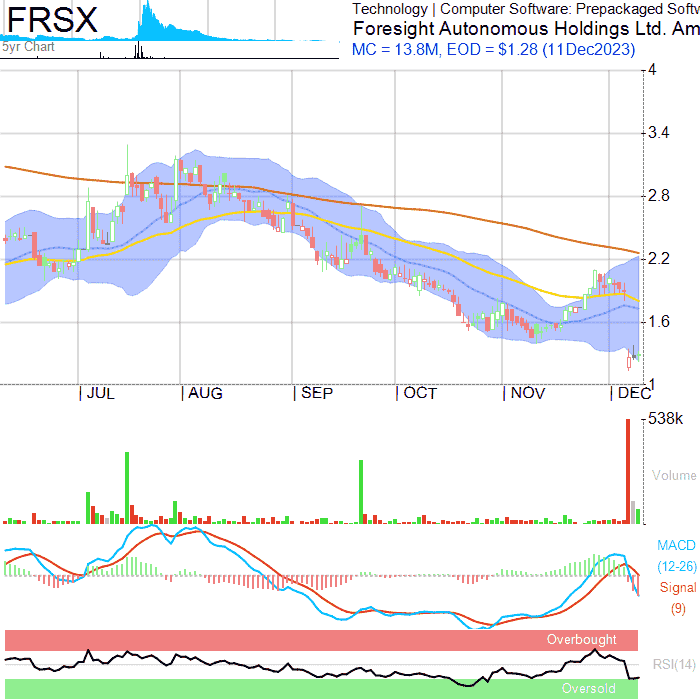 FRSX
5yr Chart
Technology | Computer Software: Prepackaged Softw
Foresight Autonomous Holdings Ltd. Am
MC = 13.8M, EOD = $1.28 (11Dec2023)
4
3.4
2.8
2.2
1.6
1
JUL AUG SEP OCT NOV DEC
538k
Volume
MACD
(12-26)
Signal
(9)
Overbought
RSI(14)
Oversold